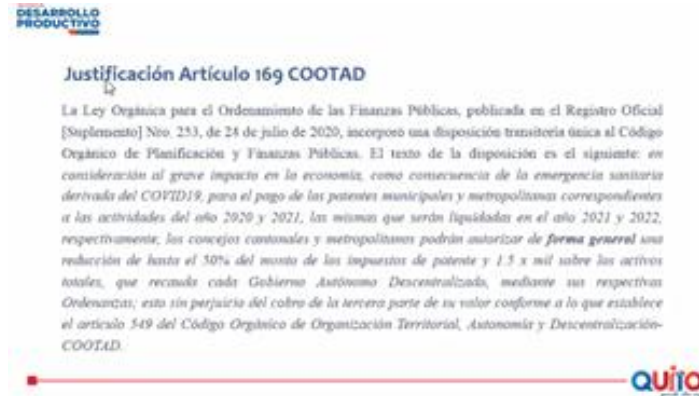 DESARROLLO
PRODUCTIVO
Justificación Artículo 169 COOTAD
La Ley Orgánica para el Ordenamiento de las Finanzas Públicas, publicada en el Registro Oficial
[Suplemento] Nro. 253, de 24 de julio de 2020, incorporó una disposición transitoria única al Código
Orgánico de Planificación y Finanzas Públicas. El texto de la disposición es el siguiente: en
consideración al grave impacto en la economía, como consecuencia de la emergencia sanitaria
derivada del COVID19, para el pago de las patentes municipales y metropolitanas correspondientes
a las actividades del año 2020 y 2021, las mismas que serán liquidadas en el año 2021 y 2022,
respectivamente, los concejos cantonales y metropolitanos podrán autorizar de forma general una
reducción de hasta el 50% del monto de los impuestos de patente y 1.5 x mil sobre los activos
totales, que recauda cada Gobierno Autónomo Descentralizado, mediante sus respectivas
Ordenanzas; esto sin perjuicio del cobro de la tercera parte de su valor conforme a lo que establece
el artículo 549 del Código Orgánico de Organización Territorial, Autonomía y Descentralización-
COOTAD.
QUITO